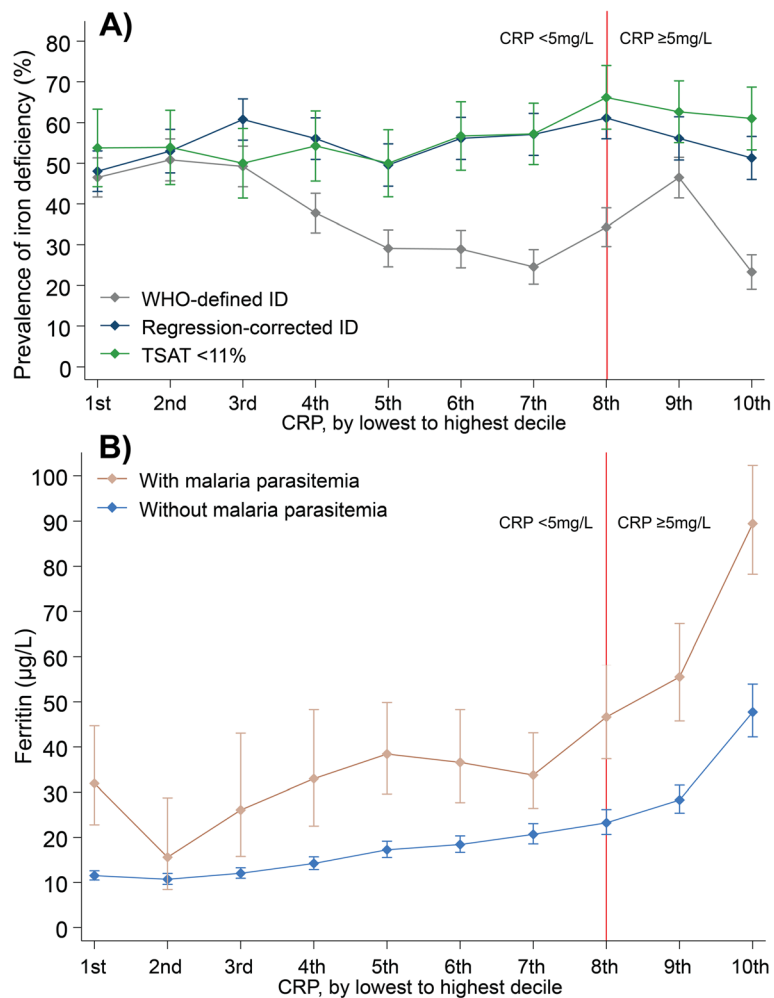 A)
CRP <5mg/L
CRP ≥5mg/L
Prevalence of iron deficiency (%)
80
70
60
50
40
30
20
10
0
WHO-defined ID
Regression-corrected ID
TSAT <11%
1st 2nd 3rd 4th 5th 6th 7th 8th 9th 10th
CRP, by lowest to highest decile
B)
With malaria parasitemia
Without malaria parasitemia
CRP <5mg/L
CRP ≥5mg/L
Ferritin (µg/L)
100
90
80
70
60
50
40
30
20
10
0
1st 2nd 3rd 4th 5th 6th 7th 8th 9th 10th
CRP, by lowest to highest decile